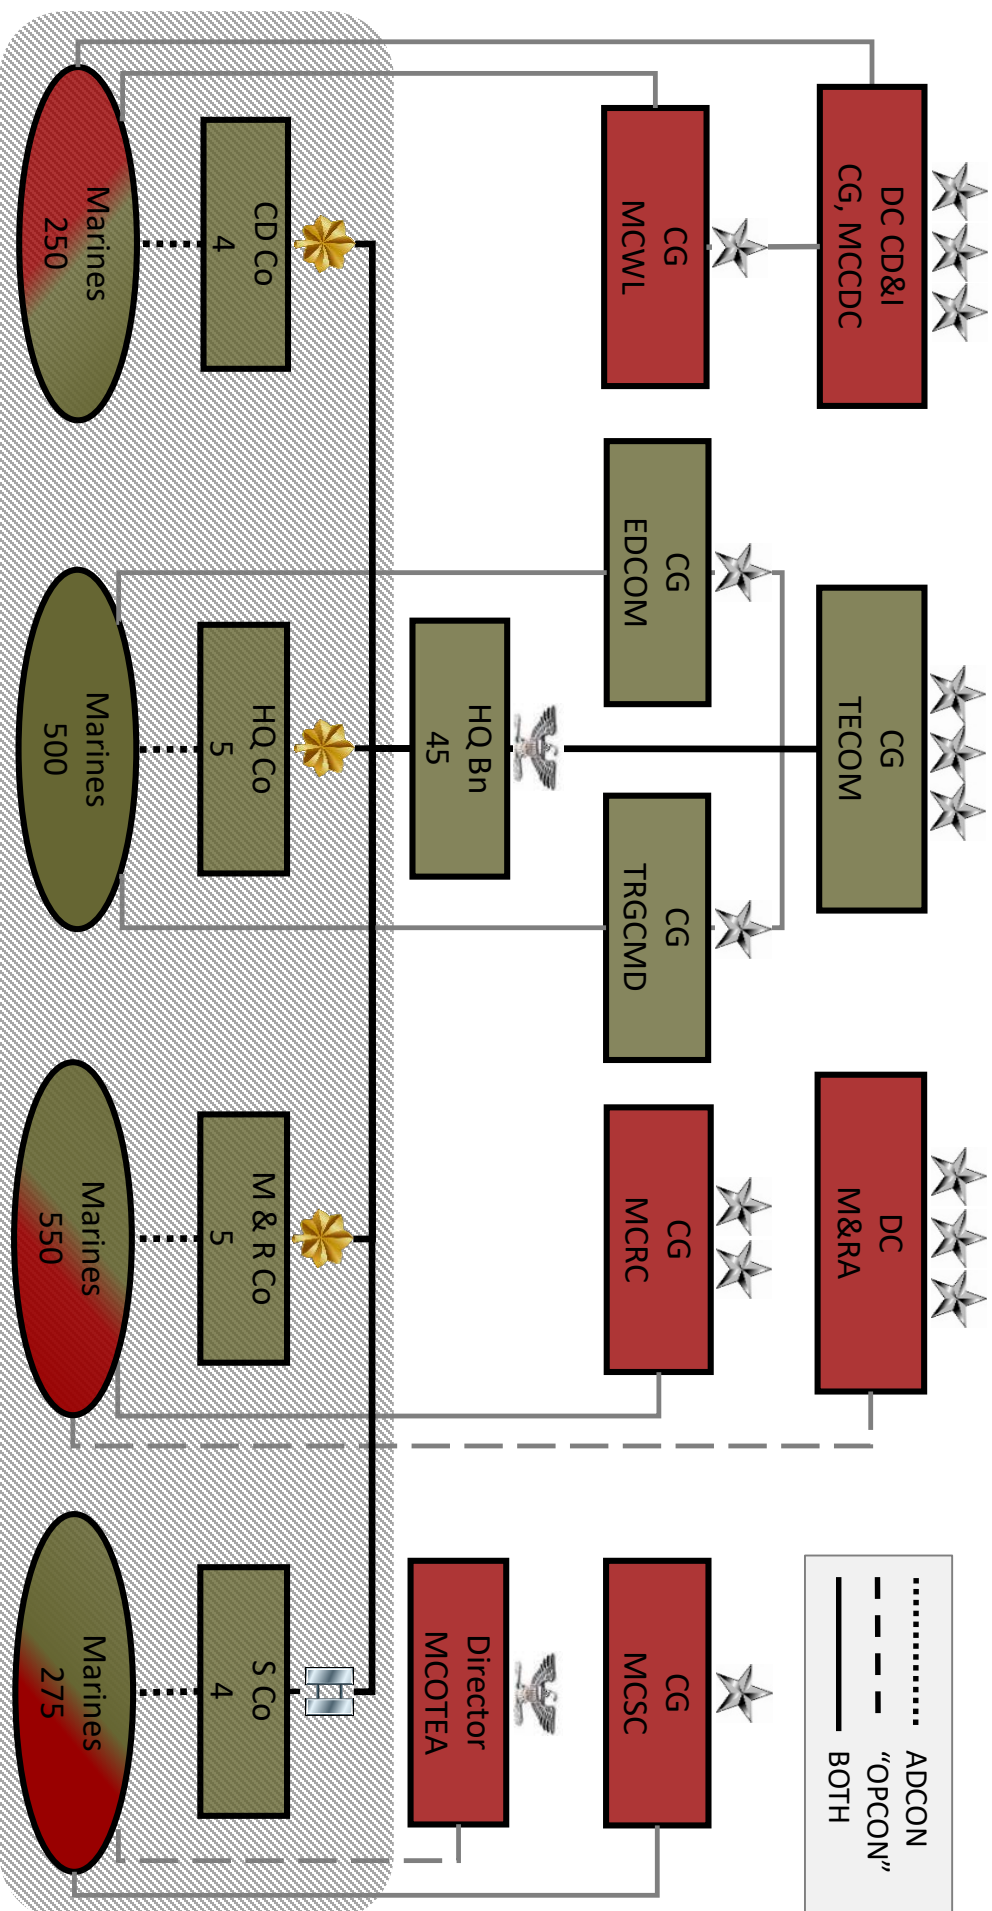 DC CD&I
CG, MCCDC
CG
TECOM
DC
M&RA
ADCON
“OPCON”
BOTH
CG
MCWL
CG
EDCOM
CG
TRGCMD
CG
MCRC
CG
MCSC
HQ Bn
45
Director
MCOTEA
CD Co
4
HQ Co
5
M & R Co
5
S Co
4
Marines
250
Marines
500
Marines
550
Marines
275